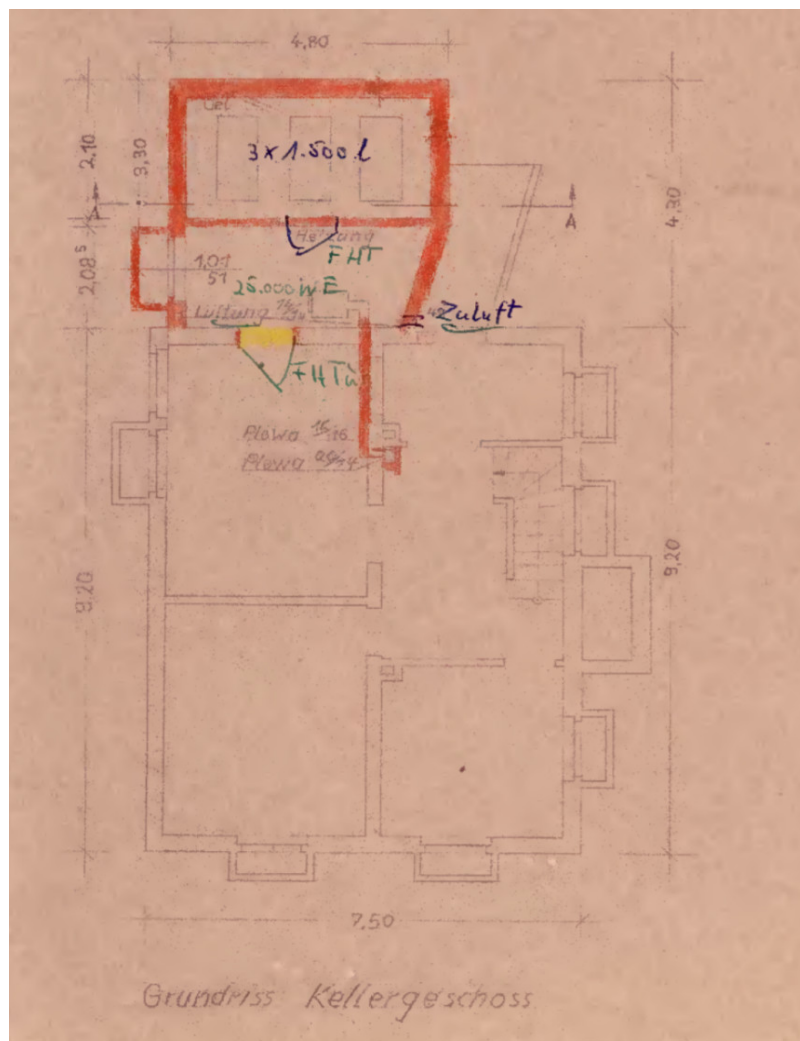 4,80
Oel
3 x 1.500 l
2,10
3,30
4,30
A
A
Heizung
FHT
2,08⁵
1,01
51
25.000 WE
Lüftung
Zuluft
FHTü
Plewa
Plewa
9,20
9,20
7,50
Grundriss Kellergeschoss